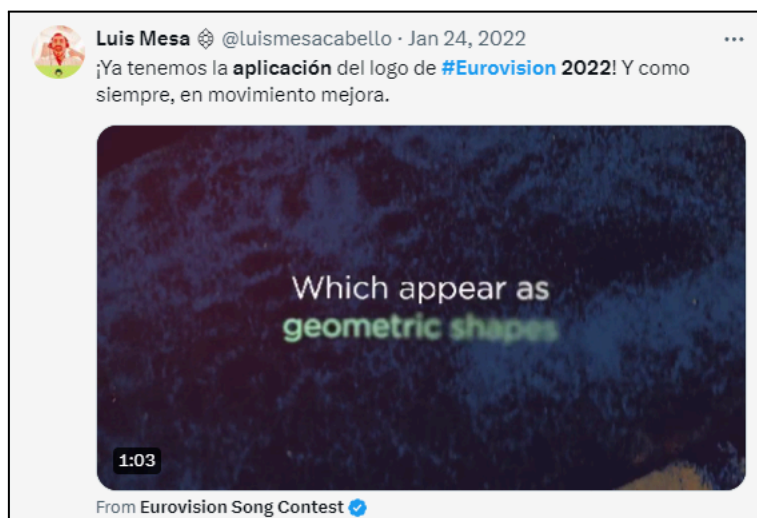 Luis Mesa @luismesacabello · Jan 24, 2022
¡Ya tenemos la aplicación del logo de #Eurovision 2022! Y como
siempre, en movimiento mejora.
Which appear as
geometric shapes
1:03
From Eurovision Song Contest